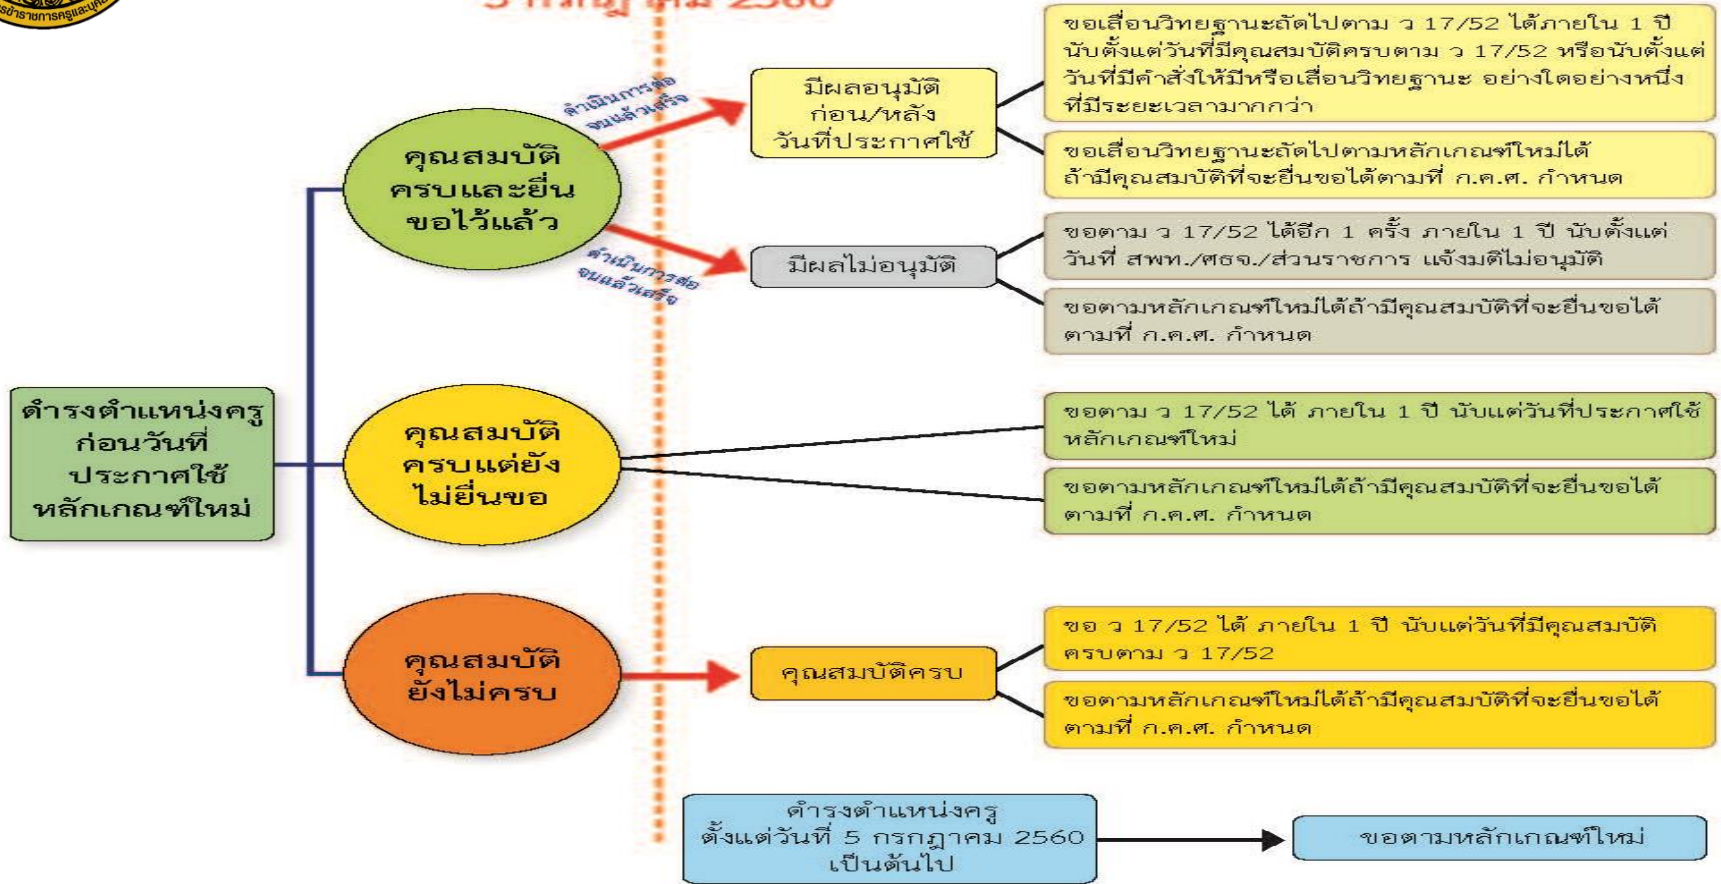 5 กรกฎาคม 2560
ดำรงตำแหน่งครู
ก่อนวันที่
ประกาศใช้
หลักเกณฑ์ใหม่
คุณสมบัติ
ครบและยื่น
ขอไว้แล้ว
ดำเนินการต่อ
จนแล้วเสร็จ
มีผลอนุมัติ
ก่อน/หลัง
วันที่ประกาศใช้
ขอเลื่อนวิทยฐานะถัดไปตาม ว 17/52 ได้ภายใน 1 ปี
นับตั้งแต่วันที่มีคุณสมบัติครบตาม ว 17/52 หรือนับตั้งแต่
วันที่มีคำสั่งให้มีหรือเลื่อนวิทยฐานะ อย่างใดอย่างหนึ่ง
ที่มีระยะเวลามากกว่า
ขอเลื่อนวิทยฐานะถัดไปตามหลักเกณฑ์ใหม่ได้
ถ้ามีคุณสมบัติที่จะยื่นขอได้ตามที่ ก.ค.ศ. กำหนด
ดำเนินการต่อ
จนแล้วเสร็จ
มีผลไม่อนุมัติ
ขอตาม ว 17/52 ได้อีก 1 ครั้ง ภายใน 1 ปี นับตั้งแต่
วันที่ สพท./ศธจ./ส่วนราชการ แจ้งมติไม่อนุมัติ
ขอตามหลักเกณฑ์ใหม่ได้ถ้ามีคุณสมบัติที่จะยื่นขอได้
ตามที่ ก.ค.ศ. กำหนด
คุณสมบัติ
ครบแต่ยัง
ไม่ยื่นขอ
ขอตาม ว 17/52 ได้ ภายใน 1 ปี นับแต่วันที่ประกาศใช้
หลักเกณฑ์ใหม่
ขอตามหลักเกณฑ์ใหม่ได้ถ้ามีคุณสมบัติที่จะยื่นขอได้
ตามที่ ก.ค.ศ. กำหนด
คุณสมบัติ
ยังไม่ครบ
คุณสมบัติครบ
ขอ ว 17/52 ได้ ภายใน 1 ปี นับแต่วันที่มีคุณสมบัติ
ครบตาม ว 17/52
ขอตามหลักเกณฑ์ใหม่ได้ถ้ามีคุณสมบัติที่จะยื่นขอได้
ตามที่ ก.ค.ศ. กำหนด
ดำรงตำแหน่งครู
ตั้งแต่วันที่ 5 กรกฎาคม 2560
เป็นต้นไป
ขอตามหลักเกณฑ์ใหม่